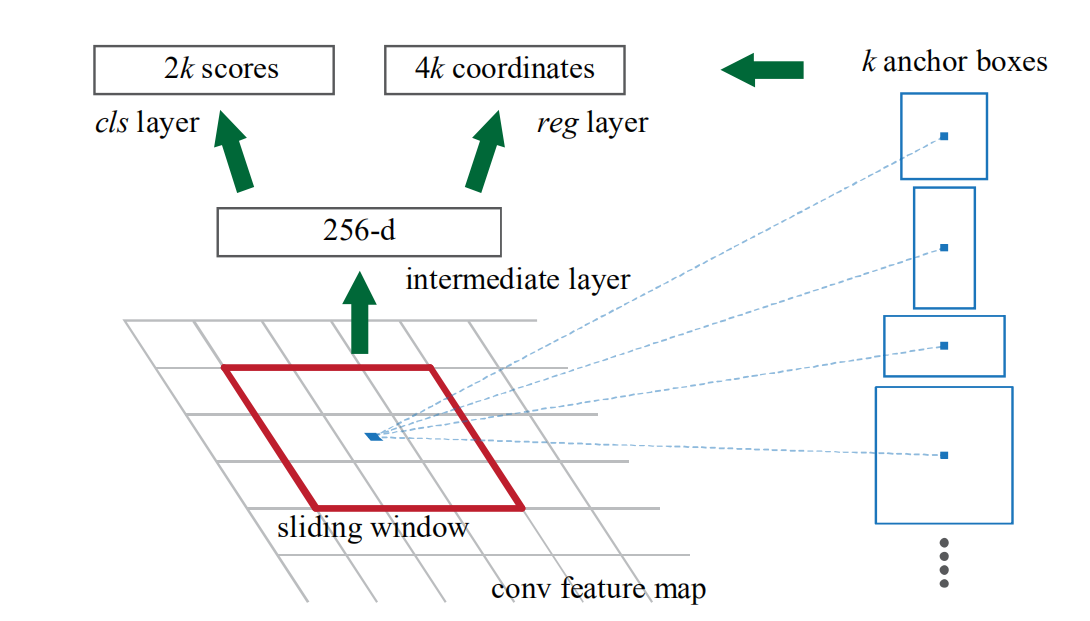 2k scores
4k coordinates
k anchor boxes
cls layer
reg layer
256-d
intermediate layer
sliding window
conv feature map